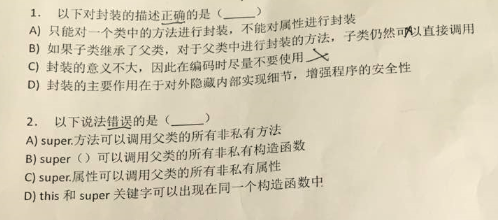 1. 以下对封装的描述正确的是（____）
A) 只能对一个类中的方法进行封装，不能对属性进行封装
B) 如果子类继承了父类，对于父类中进行封装的方法，子类仍然可以直接调用
C) 封装的意义不大，因此在编码时尽量不要使用
D) 封装的主要作用在于对外隐藏内部实现细节，增强程序的安全性
2. 以下说法错误的是（____）
A) super.方法可以调用父类的所有非私有方法
B) super（）可以调用父类的所有非私有构造函数
C) super.属性可以调用父类的所有非私有属性
D) this 和 super 关键字可以出现在同一个构造函数中